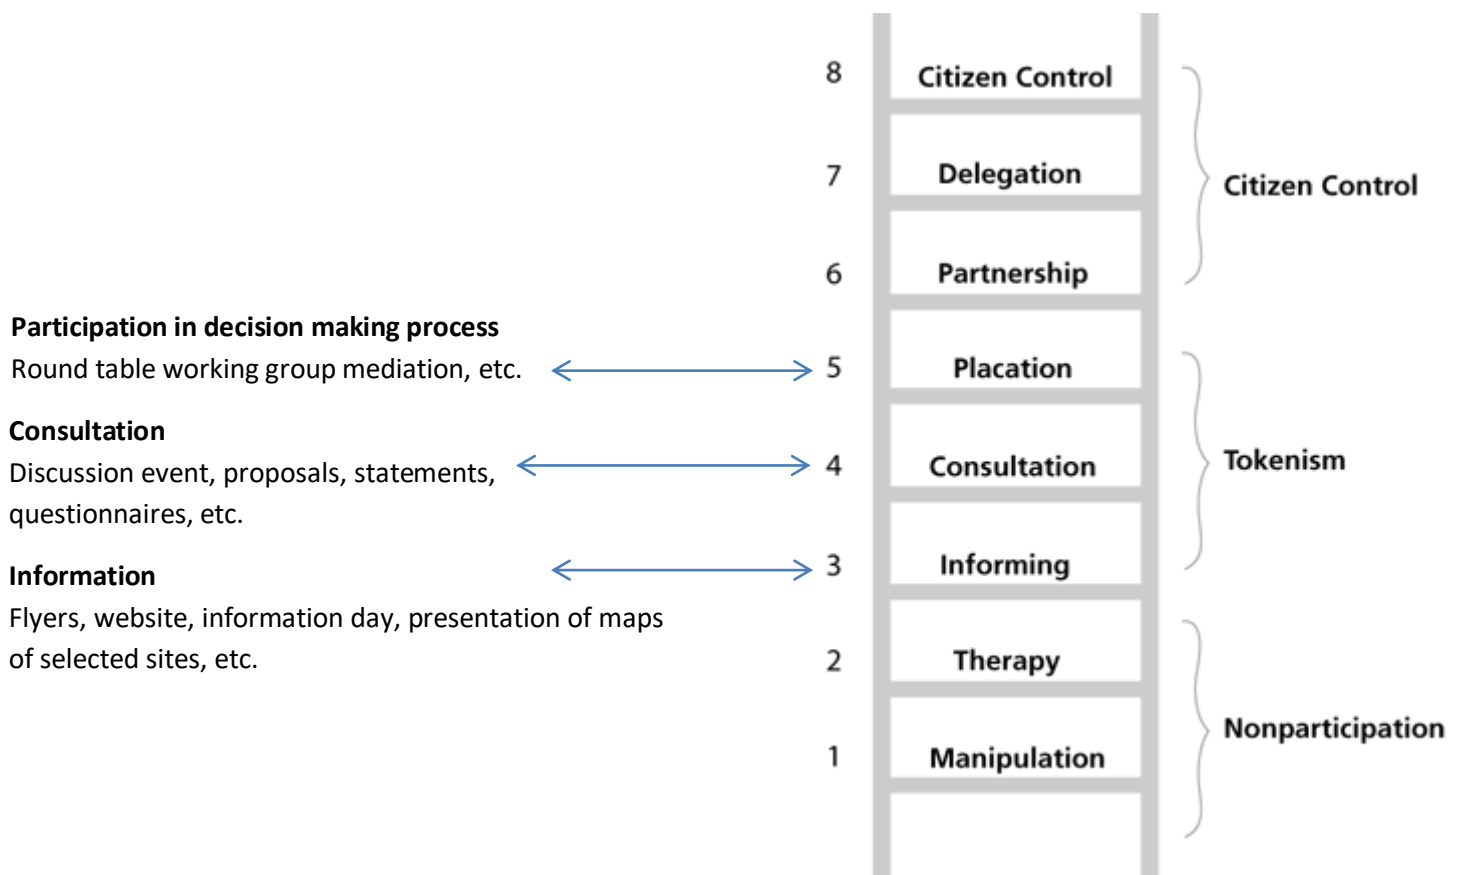 8 Citizen Control
7 Delegation
Citizen Control
6 Partnership
Participation in decision making process
Round table working group mediation, etc.
5 Placation
Consultation
Discussion event, proposals, statements,
questionnaires, etc.
4 Consultation
Tokenism
Information
Flyers, website, information day, presentation of maps
of selected sites, etc.
3 Informing
2 Therapy
Nonparticipation
1 Manipulation